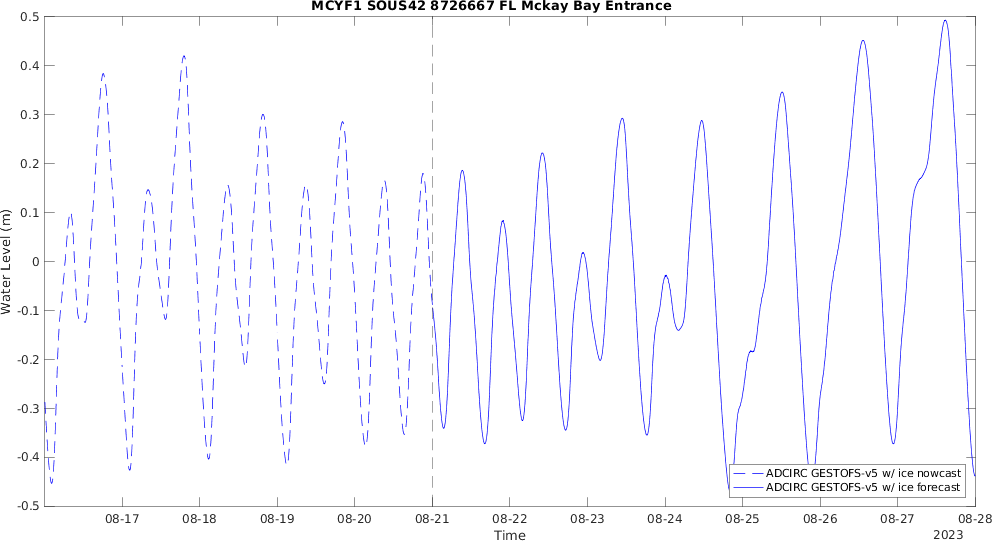 MCYF1 SOUS42 8726667 FL Mckay Bay Entrance
0.5
0.4
0.3
0.2
0.1
0
-0.1
-0.2
-0.3
-0.4
-0.5
Water Level (m)
ADCIRC GESTOFS-v5 w/ ice nowcast
ADCIRC GESTOFS-v5 w/ ice forecast
08-17 08-18 08-19 08-20 08-21 08-22 08-23 08-24 08-25 08-26 08-27 08-28
Time
2023